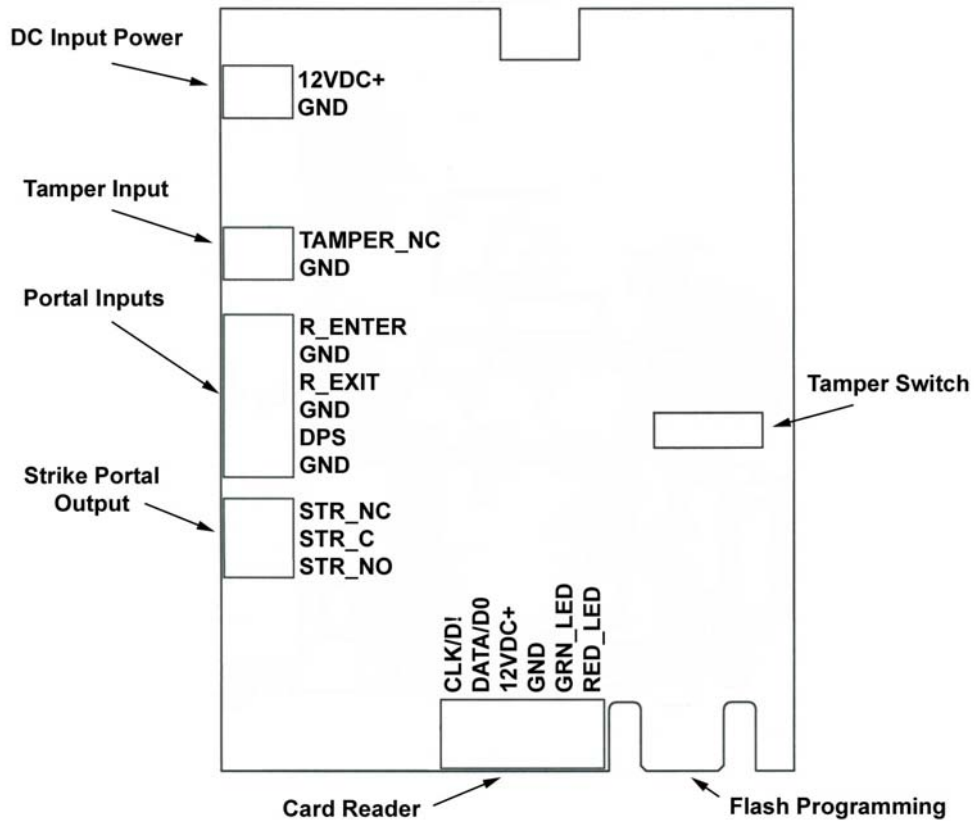 DC Input Power
12VDC+
GND
Tamper Input
TAMPER_NC
GND
Portal Inputs
R_ENTER
GND
R_EXIT
GND
DPS
GND
Tamper Switch
Strike Portal
Output
STR_NC
STR_C
STR_NO
CLK/D!
DATA/D0
12VDC+
GND
GRN_LED
RED_LED
Card Reader
Flash Programming